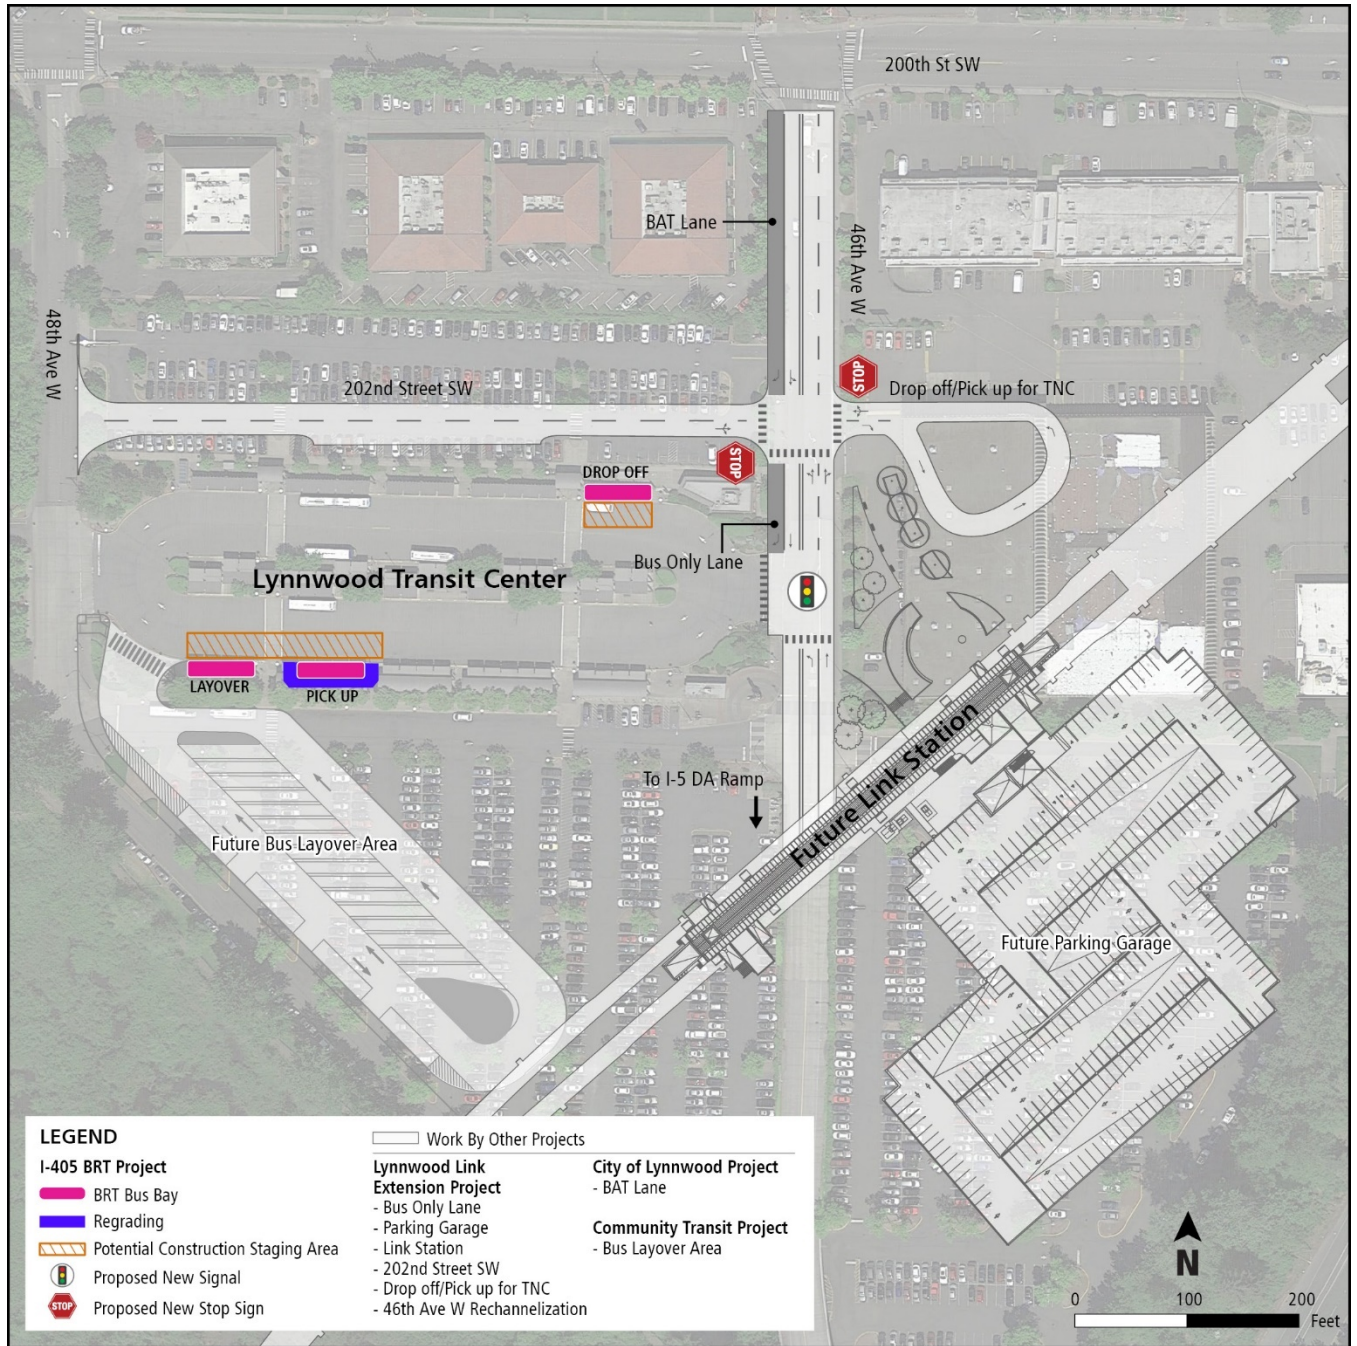 200th St SW
BAT Lane
46th Ave W
48th Ave W
202nd Street SW
STOP
Drop off/Pick up for TNC
STOP
DROP OFF
Bus Only Lane
Lynnwood Transit Center
LAYOVER
PICK UP
To I-5 DA Ramp
Future Link Station
Future Bus Layover Area
Future Parking Garage
LEGEND
I-405 BRT Project
BRT Bus Bay
Regrading
Potential Construction Staging Area
Proposed New Signal
STOP
Proposed New Stop Sign
Work By Other Projects
Lynnwood Link
Extension Project
- Bus Only Lane
- Parking Garage
- Link Station
- 202nd Street SW
- Drop off/Pick up for TNC
- 46th Ave W Rechannelization
City of Lynnwood Project
- BAT Lane
Community Transit Project
- Bus Layover Area
N
0 100 200
Feet